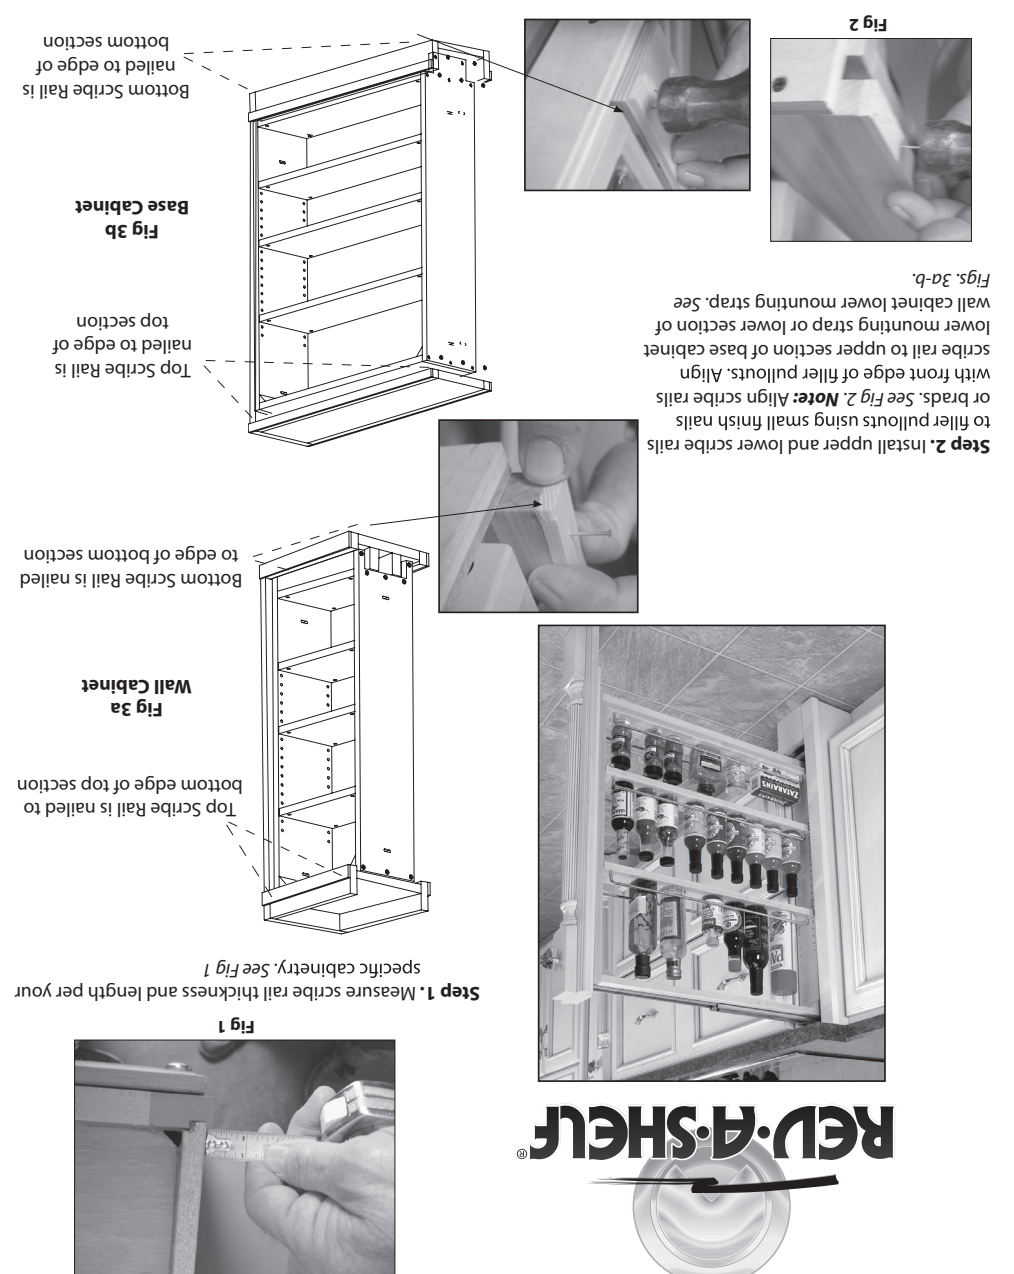 REV·A·SHELF®
Fig 1
Step 1. Measure scribe rail thickness and length per your
specific cabinetry. See Fig 1
Top Scribe Rail is nailed to
bottom edge of top section
Fig 3a
Wall Cabinet
Bottom Scribe Rail is nailed
to edge of bottom section
ZATARAINS
Step 2. Install upper and lower scribe rails
to filler pullouts using small finish nails
or brads. See Fig 2. Note: Align scribe rails
with front edge of filler pullouts. Align
scribe rail to upper section of base cabinet
lower mounting strap or lower section of
wall cabinet lower mounting strap. See
Figs. 3a-b.
Fig 2
Top Scribe Rail is
nailed to edge of
top section
Fig 3b
Base Cabinet
Bottom Scribe Rail is
nailed to edge of
bottom section